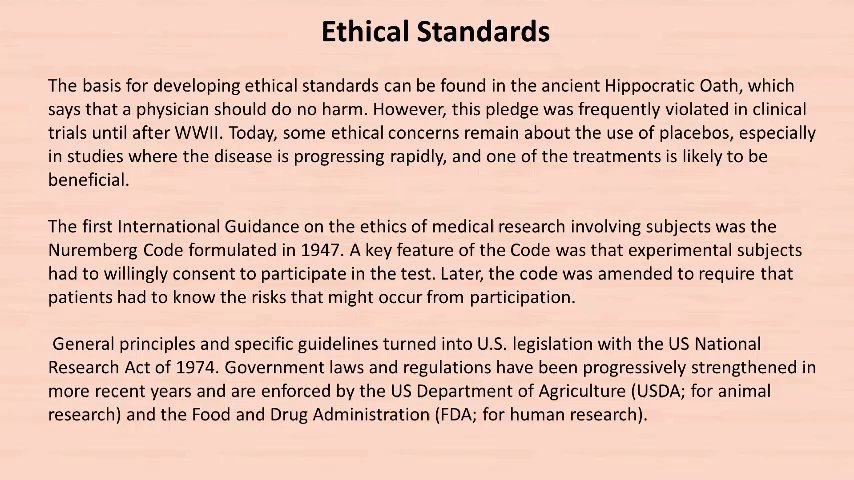 Ethical Standards
The basis for developing ethical standards can be found in the ancient Hippocratic Oath, which
says that a physician should do no harm. However, this pledge was frequently violated in clinical
trials until after WWII. Today, some ethical concerns remain about the use of placebos, especially
in studies where the disease is progressing rapidly, and one of the treatments is likely to be
beneficial.
The first International Guidance on the ethics of medical research involving subjects was the
Nuremberg Code formulated in 1947. A key feature of the Code was that experimental subjects
had to willingly consent to participate in the test. Later, the code was amended to require that
patients had to know the risks that might occur from participation.
General principles and specific guidelines turned into U.S. legislation with the US National
Research Act of 1974. Government laws and regulations have been progressively strengthened in
more recent years and are enforced by the US Department of Agriculture (USDA; for animal
research) and the Food and Drug Administration (FDA; for human research).